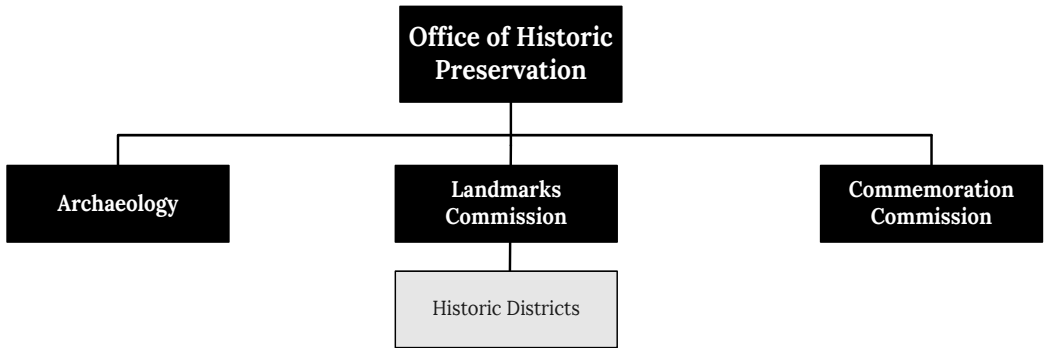 Office of Historic
Preservation
Archaeology
Landmarks
Commission
Commemoration
Commission
Historic Districts